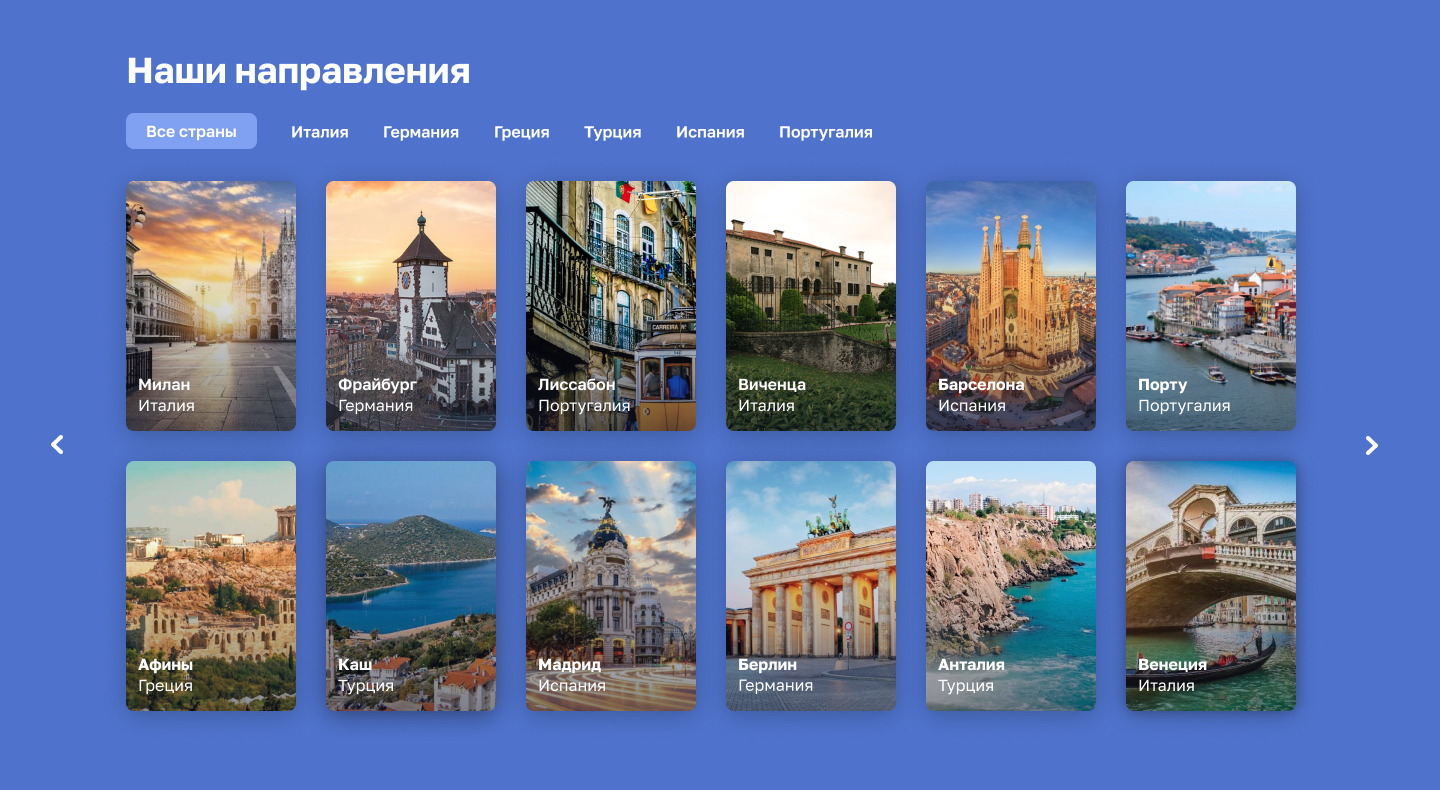 Наши направления
Все страны Италия Германия Греция Турция Испания Португалия
CARREIRA
Милан
Италия
Фрайбург
Германия
Лиссабон
Португалия
Виченца
Италия
Барселона
Испания
Порту
Португалия
Афины
Греция
Каш
Турция
Мадрид
Испания
Берлин
Германия
Анталия
Турция
Венеция
Италия